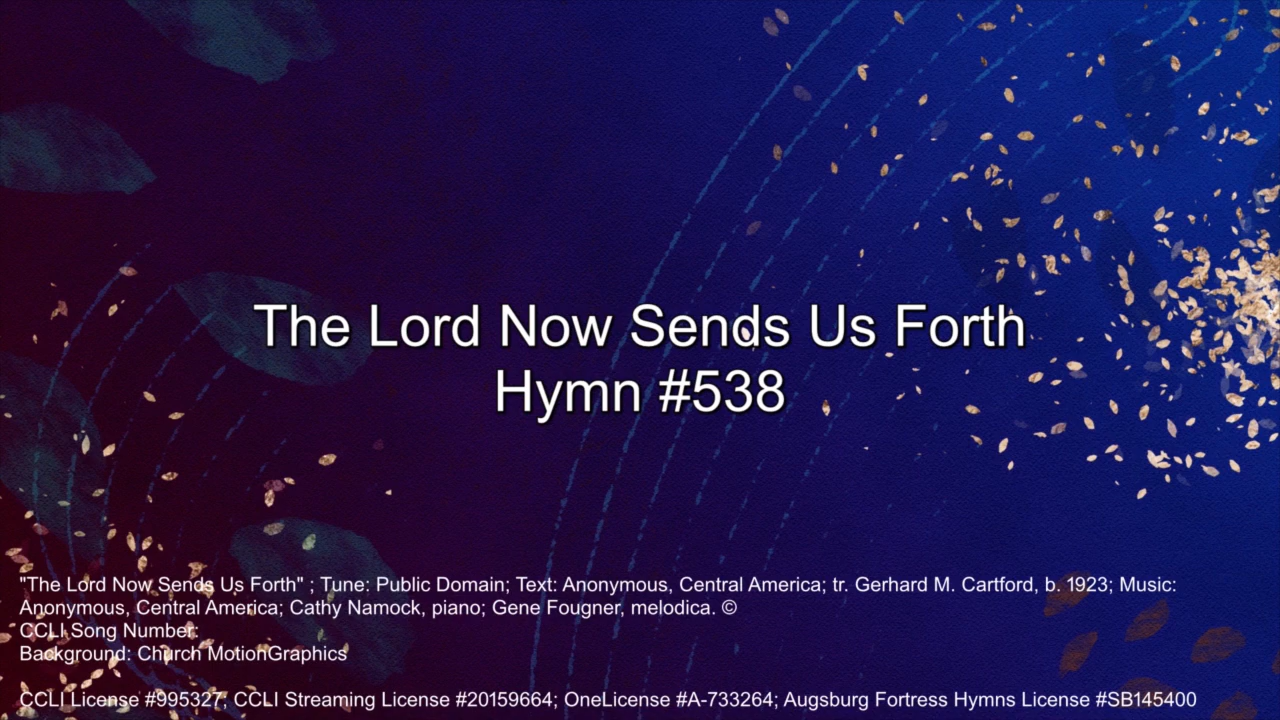 The Lord Now Sends Us Forth
Hymn #538
"The Lord Now Sends Us Forth" ; Tune: Public Domain; Text: Anonymous, Central America; tr. Gerhard M. Cartford, b. 1923; Music:
Anonymous, Central America; Cathy Namock, piano; Gene Fougner, melodica. ©
CCLI Song Number:
Background: Church MotionGraphics
CCLI License #995327; CCLI Streaming License #20159664; OneLicense #A-733264; Augsburg Fortress Hymns License #SB145400